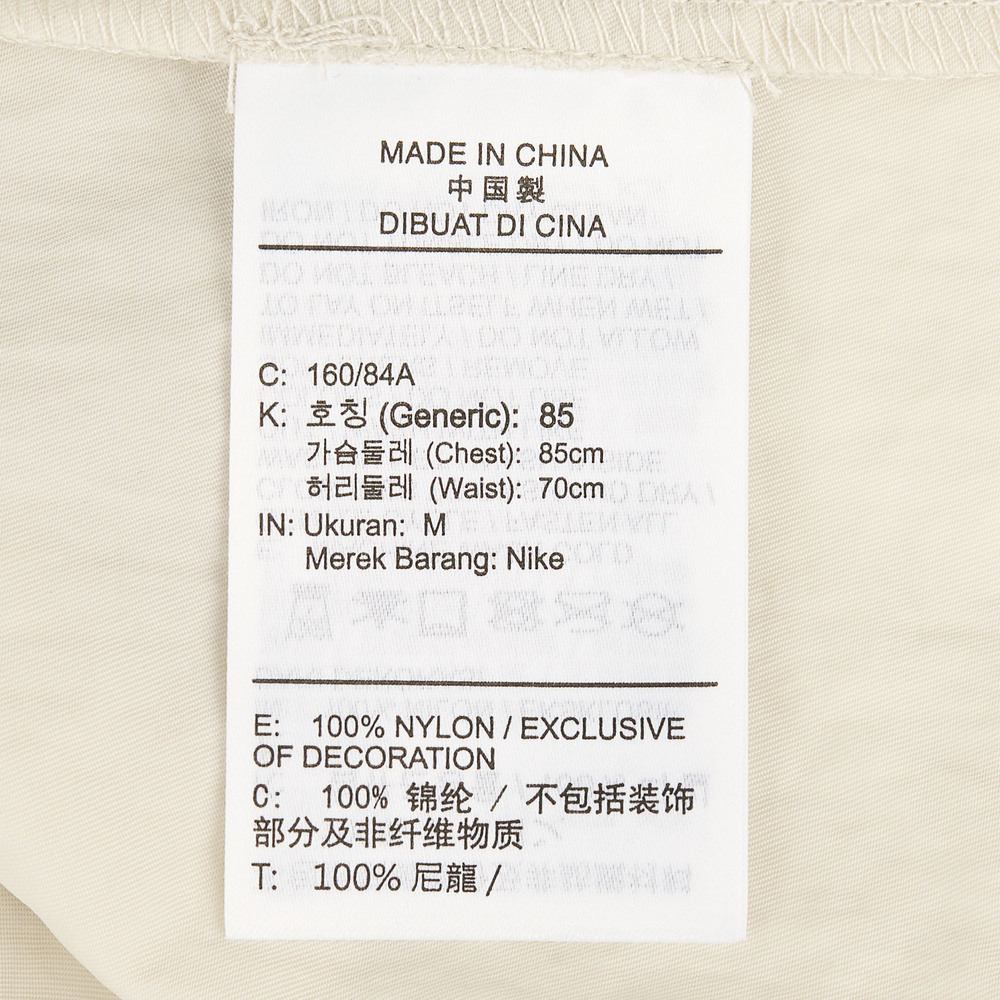 MADE IN CHINA
中国製
DIBUAT DI CINA
C: 160/84A
K: 호칭 (Generic): 85
가슴둘레 (Chest): 85cm
허리둘레 (Waist): 70cm
IN: Ukuran: M
Merek Barang: Nike
E: 100% NYLON / EXCLUSIVE
OF DECORATION
C: 100% 锦纶 / 不包括装饰
部分及非纤维物质
T: 100% 尼龍 /